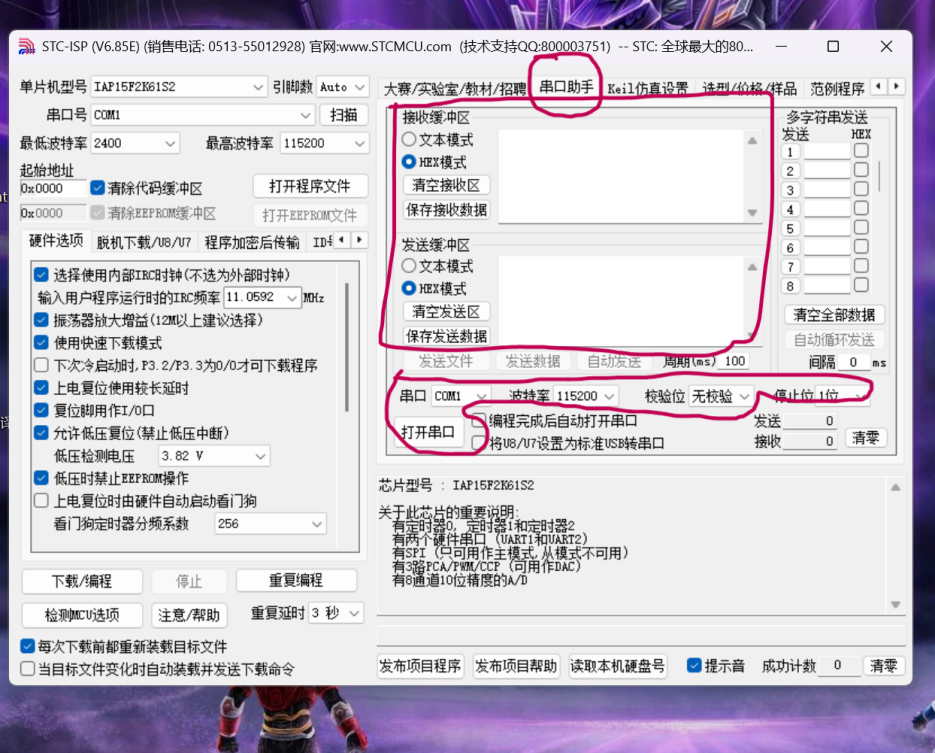 STC-ISP (V6.85E) (销售电话: 0513-55012928) 官网:www.STCMCU.com (技术支持QQ:800003751) -- STC: 全球最大的80...
单片机型号 IAP15F2K61S2 引脚数 Auto
串口号 COM1 扫描
最低波特率 2400 最高波特率 115200
起始地址
0x0000 清除代码缓冲区 打开程序文件
0x0000 清除EEPROM缓冲区 打开EEPROM文件
硬件选项 脱机下载/U8/U7 程序加密后传输
选择使用内部IRC时钟(不选为外部时钟)
输入用户程序运行时的IRC频率 11.0592 MHz
振荡器放大增益(12M以上建议选择)
使用快速下载模式
下次冷启动时,P3.2/P3.3为0/0才可下载程序
上电复位使用较长延时
复位脚用作I/O口
允许低压复位(禁止低压中断)
低压检测电压 3.82 V
低压时禁止EEPROM操作
上电复位时由硬件自动启动看门狗
看门狗定时器分频系数 256
下载/编程 停止 重复编程
检测MCU选项 注意/帮助 重复延时 3 秒
每次下载前都重新装载目标文件
当目标文件变化时自动装载并发送下载命令
大赛/实验室/教材/招聘 串口助手 Keil仿真设置 选型/价格/样品 范例程序
接收缓冲区
文本模式
HEX模式
清空接收区
保存接收数据
发送缓冲区
文本模式
HEX模式
清空发送区
保存发送数据
多字符串发送
发送 HEX
1
2
3
4
5
6
7
8
清空全部数据
自动循环发送
间隔 0 ms
发送文件 发送数据 自动发送 周期(ms) 100
串口 COM1 波特率 115200 校验位 无校验 停止位 1位
打开串口 编程完成后自动打开串口
将U8/U7设置为标准USB转串口
发送 0
接收 0
清零
芯片型号 : IAP15F2K61S2
关于此芯片的重要说明:
有定时器0, 定时器1和定时器2
有两个硬件串口 (UART1和UART2)
有SPI (只可用作主模式,从模式不可用)
有3路PCA/PWM/CCP (可用作DAC)
有8通道10位精度的A/D
发布项目程序 发布项目帮助 读取本机硬盘号 提示音 成功计数 0 清零